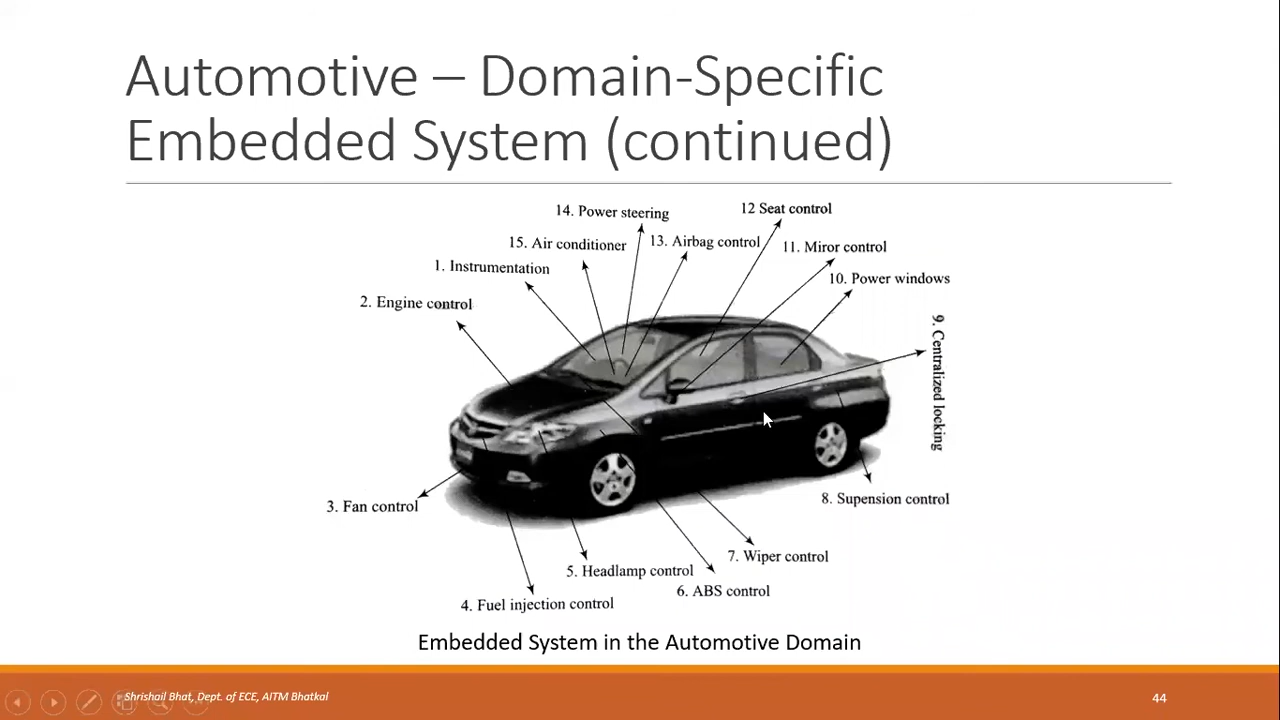 Automotive – Domain-Specific
Embedded System (continued)
14. Power steering
12 Seat control
15. Air conditioner
13. Airbag control
11. Miror control
1. Instrumentation
10. Power windows
2. Engine control
9. Centralized locking
3. Fan control
8. Supension control
7. Wiper control
5. Headlamp control
6. ABS control
4. Fuel injection control
Embedded System in the Automotive Domain
Shrishail Bhat, Dept. of ECE, AITM Bhatkal
44